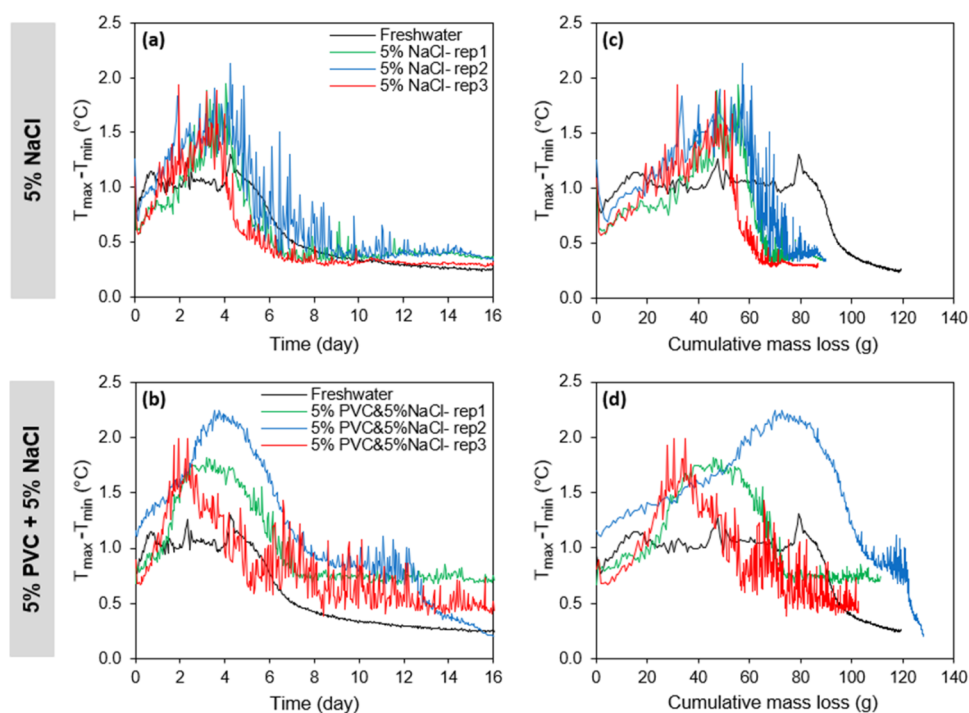 5% NaCl
(a)
Freshwater
5% NaCl- rep1
5% NaCl- rep2
5% NaCl- rep3
2.5
2.0
1.5
1.0
0.5
0.0
Tmax -Tmin (°C)
0 2 4 6 8 10 12 14 16
Time (day)
(c)
2.5
2.0
1.5
1.0
0.5
0.0
Tmax -Tmin (°C)
0 20 40 60 80 100 120 140
Cumulative mass loss (g)
5% PVC + 5% NaCl
(b)
Freshwater
5% PVC&5%NaCl- rep1
5% PVC&5%NaCl- rep2
5% PVC&5%NaCl- rep3
2.5
2.0
1.5
1.0
0.5
0.0
Tmax -Tmin (°C)
0 2 4 6 8 10 12 14 16
Time (day)
(d)
2.5
2.0
1.5
1.0
0.5
0.0
Tmax -Tmin (°C)
0 20 40 60 80 100 120 140
Cumulative mass loss (g)